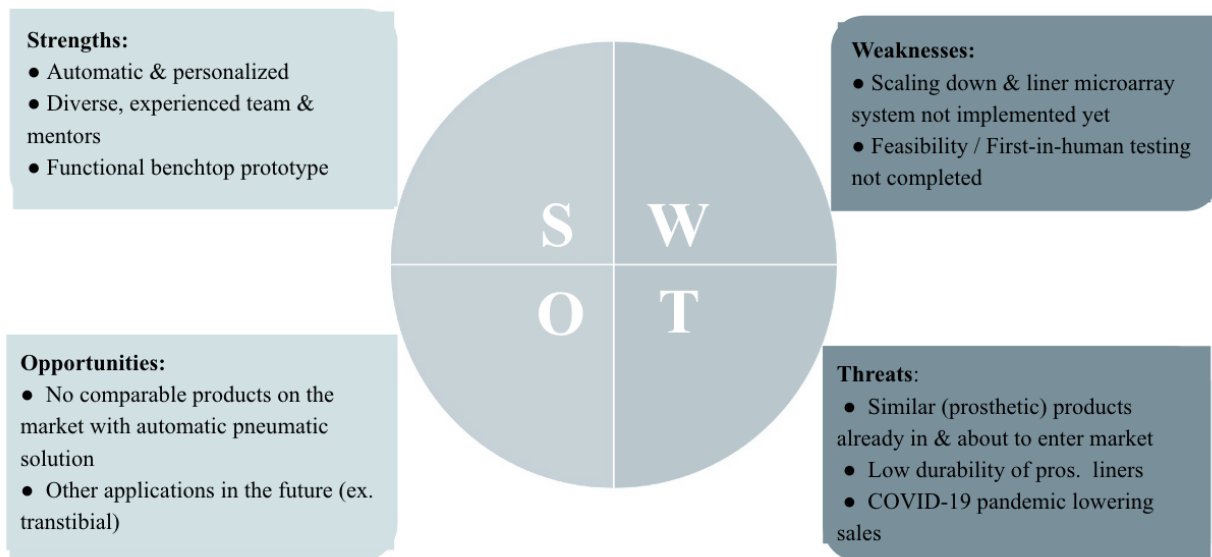 Strengths:
● Automatic & personalized
● Diverse, experienced team &
mentors
● Functional benchtop prototype
Weaknesses:
● Scaling down & liner microarray
system not implemented yet
● Feasibility / First-in-human testing
not completed
S
W
O
T
Opportunities:
● No comparable products on the
market with automatic pneumatic
solution
● Other applications in the future (ex.
transtibial)
Threats:
● Similar (prosthetic) products
already in & about to enter market
● Low durability of pros. liners
● COVID-19 pandemic lowering
sales